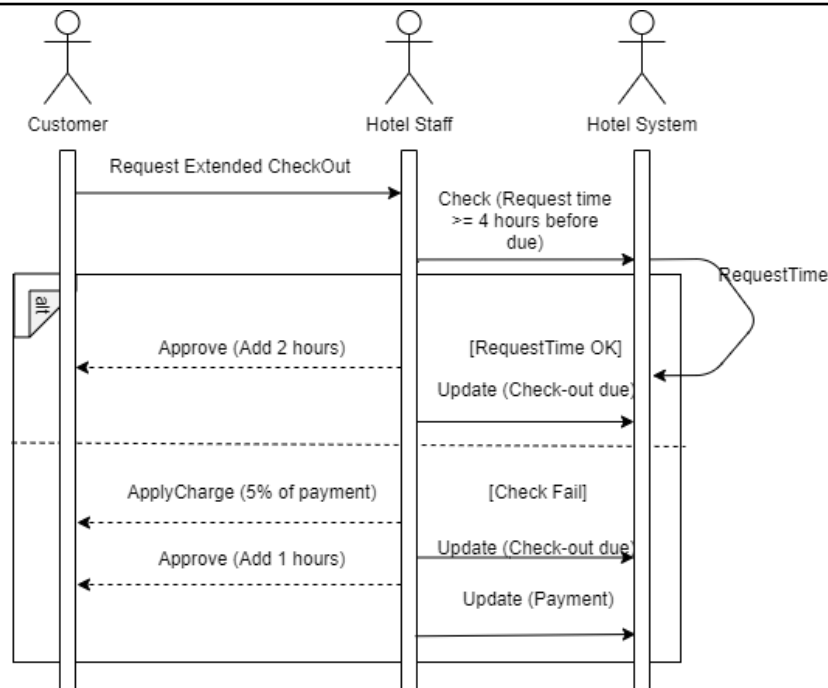 Customer
Hotel Staff
Hotel System
Request Extended CheckOut
Check (Request time
>= 4 hours before
due)
RequestTime
alt
Approve (Add 2 hours)
[RequestTime OK]
Update (Check-out due)
ApplyCharge (5% of payment)
[Check Fail]
Update (Check-out due)
Approve (Add 1 hours)
Update (Payment)